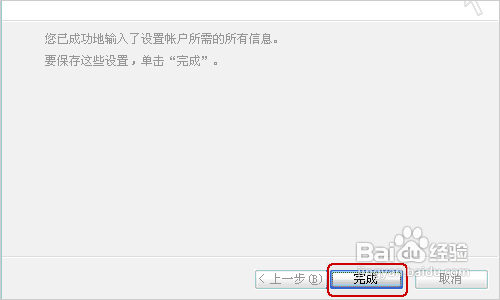 您已成功地输入了设置帐户所需的所有信息。
要保存这些设置，单击“完成”。
< 上一步(B)
完成
取消
Baidu 经验
jingyan.baidu.com